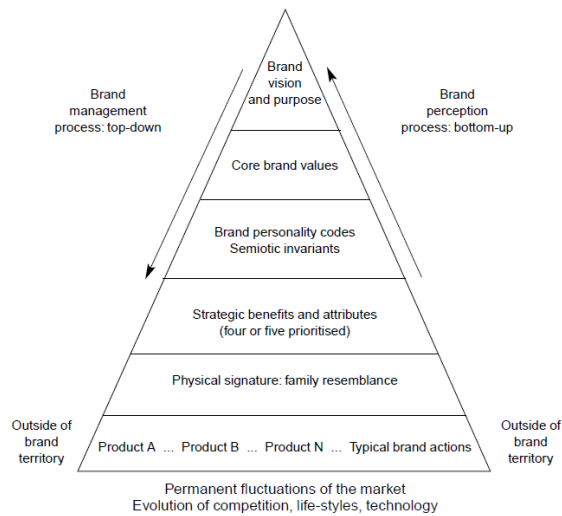 Brand
vision
and purpose
Brand
management
process: top-down
Brand
perception
process: bottom-up
Core brand values
Brand personality codes
Semiotic invariants
Strategic benefits and attributes
(four or five prioritised)
Physical signature: family resemblance
Outside of
brand
territory
Product A ... Product B ... Product N ... Typical brand actions
Outside of
brand
territory
Permanent fluctuations of the market
Evolution of competition, life-styles, technology